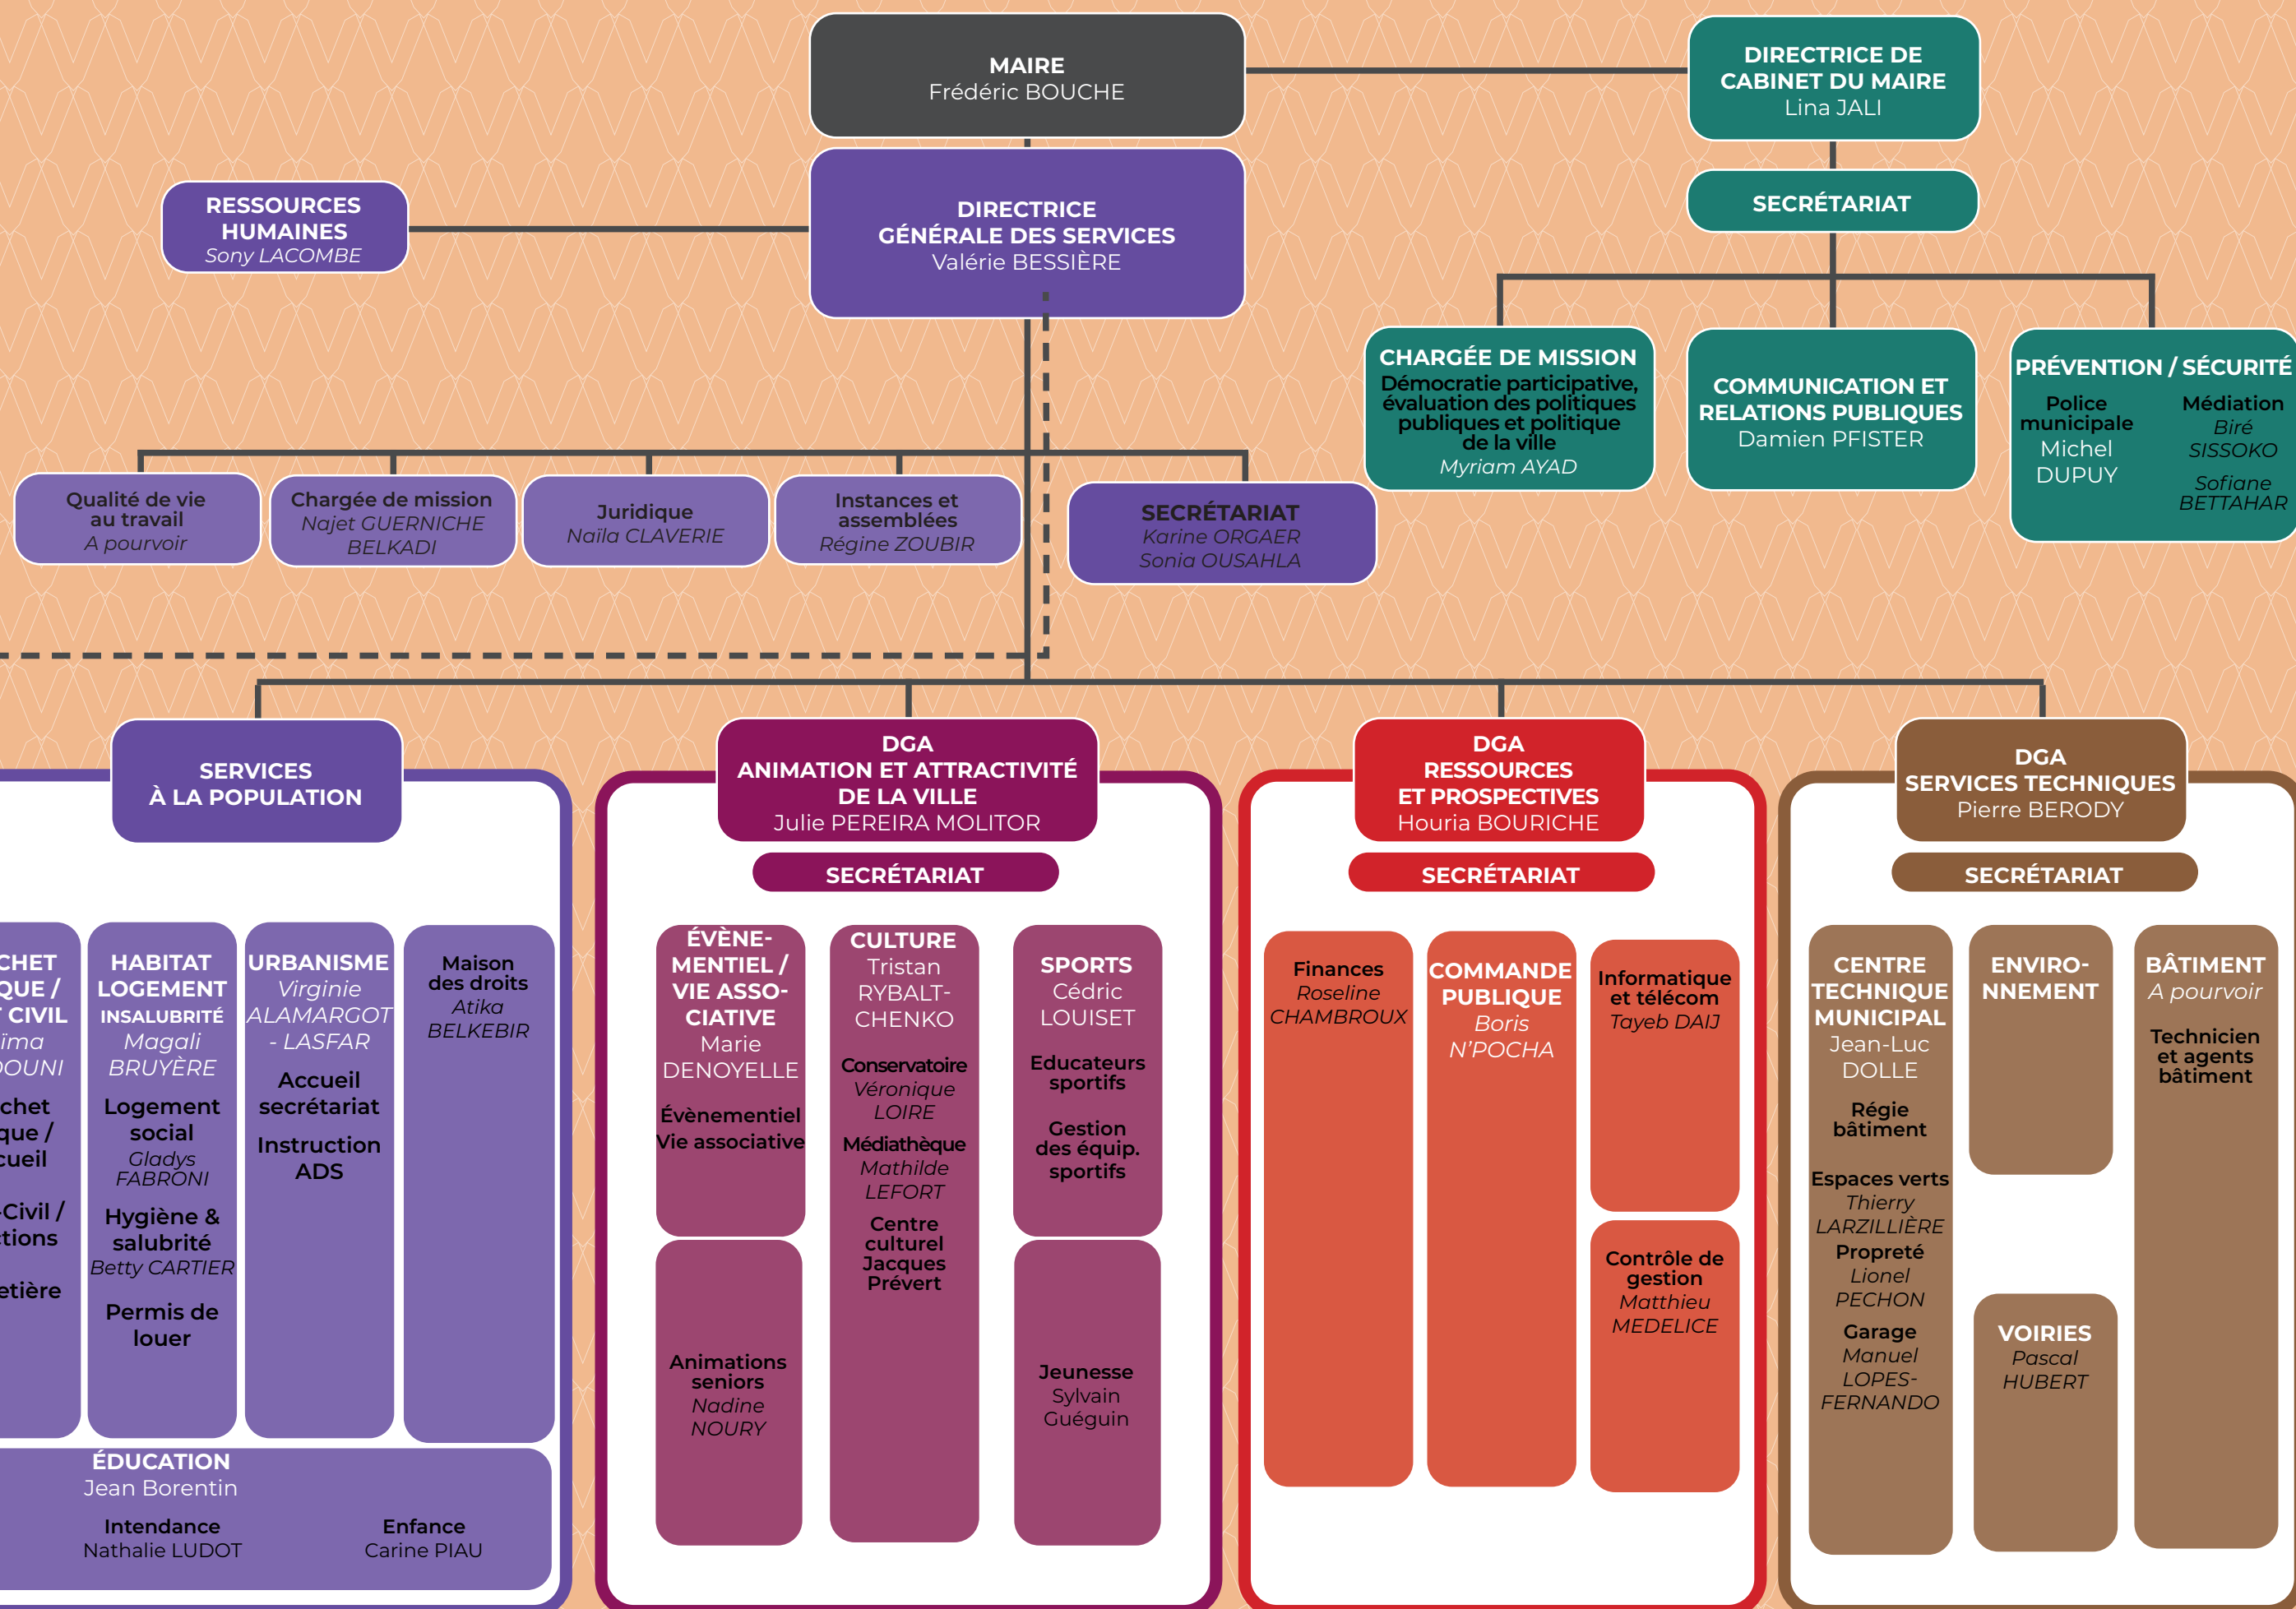 MAIRE
Frédéric BOUCHE
DIRECTRICE DE
CABINET DU MAIRE
Lina JALI
SECRÉTARIAT
RESSOURCES
HUMAINES
Sony LACOMBE
DIRECTRICE
GÉNÉRALE DES SERVICES
Valérie BESSIÈRE
CHARGÉE DE MISSION
Démocratie participative,
évaluation des politiques
publiques et politique
de la ville
Myriam AYAD
COMMUNICATION ET
RELATIONS PUBLIQUES
Damien PFISTER
PRÉVENTION / SÉCURITÉ
Police
municipale
Michel
DUPUY
Médiation
Biré
SISSOKO
Sofiane
BETTAHAR
Qualité de vie
au travail
A pourvoir
Chargée de mission
Najet GUERNICHE
BELKADI
Juridique
Naïla CLAVERIE
Instances et
assemblées
Régine ZOUBIR
SECRÉTARIAT
Karine ORGAER
Sonia OUSAHLA
SERVICES
À LA POPULATION
CHET
QUE /
CIVIL
ïma
OUNI
chet
que /
cueil
-Civil /
ctions
etière
HABITAT
LOGEMENT
INSALUBRITÉ
Magali
BRUYÈRE
Logement
social
Gladys
FABRONI
Hygiène &
salubrité
Betty CARTIER
Permis de
louer
URBANISME
Virginie
ALAMARGOT
- LASFAR
Accueil
secrétariat
Instruction
ADS
Maison
des droits
Atika
BELKEBIR
ÉDUCATION
Jean Borentin
Intendance
Nathalie LUDOT
Enfance
Carine PIAU
DGA
ANIMATION ET ATTRACTIVITÉ
DE LA VILLE
Julie PEREIRA MOLITOR
SECRÉTARIAT
ÉVÈNE-
MENTIEL /
VIE ASSO-
CIATIVE
Marie
DENOYELLE
Évènementiel
Vie associative
Animations
seniors
Nadine
NOURY
CULTURE
Tristan
RYBALT-
CHENKO
Conservatoire
Véronique
LOIRE
Médiathèque
Mathilde
LEFORT
Centre
culturel
Jacques
Prévert
SPORTS
Cédric
LOUISET
Educateurs
sportifs
Gestion
des équip.
sportifs
Jeunesse
Sylvain
Guéguin
DGA
RESSOURCES
ET PROSPECTIVES
Houria BOURICHE
SECRÉTARIAT
Finances
Roseline
CHAMBROUX
COMMANDE
PUBLIQUE
Boris
N'POCHA
Informatique
et télécom
Tayeb DAIJ
Contrôle de
gestion
Matthieu
MEDELICE
DGA
SERVICES TECHNIQUES
Pierre BERODY
SECRÉTARIAT
CENTRE
TECHNIQUE
MUNICIPAL
Jean-Luc
DOLLE
Régie
bâtiment
Espaces verts
Thierry
LARZILLIÈRE
Propreté
Lionel
PECHON
Garage
Manuel
LOPES-
FERNANDO
ENVIRO-
NNEMENT
VOIRIES
Pascal
HUBERT
BÂTIMENT
A pourvoir
Technicien
et agents
bâtiment